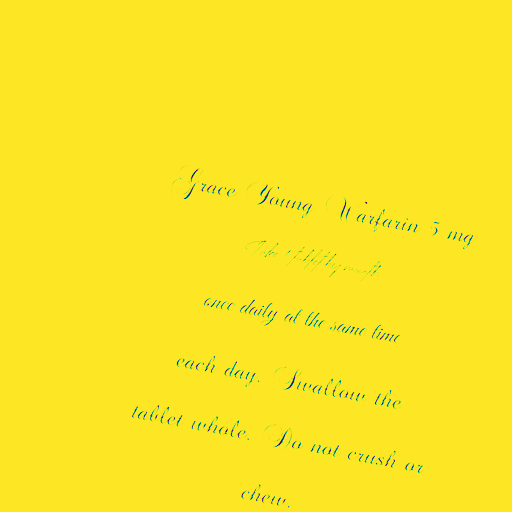 Grace Young Warfarin 5 mg
once daily at the same time
each day. Swallow the
tablet whole. Do not crush or
chew.